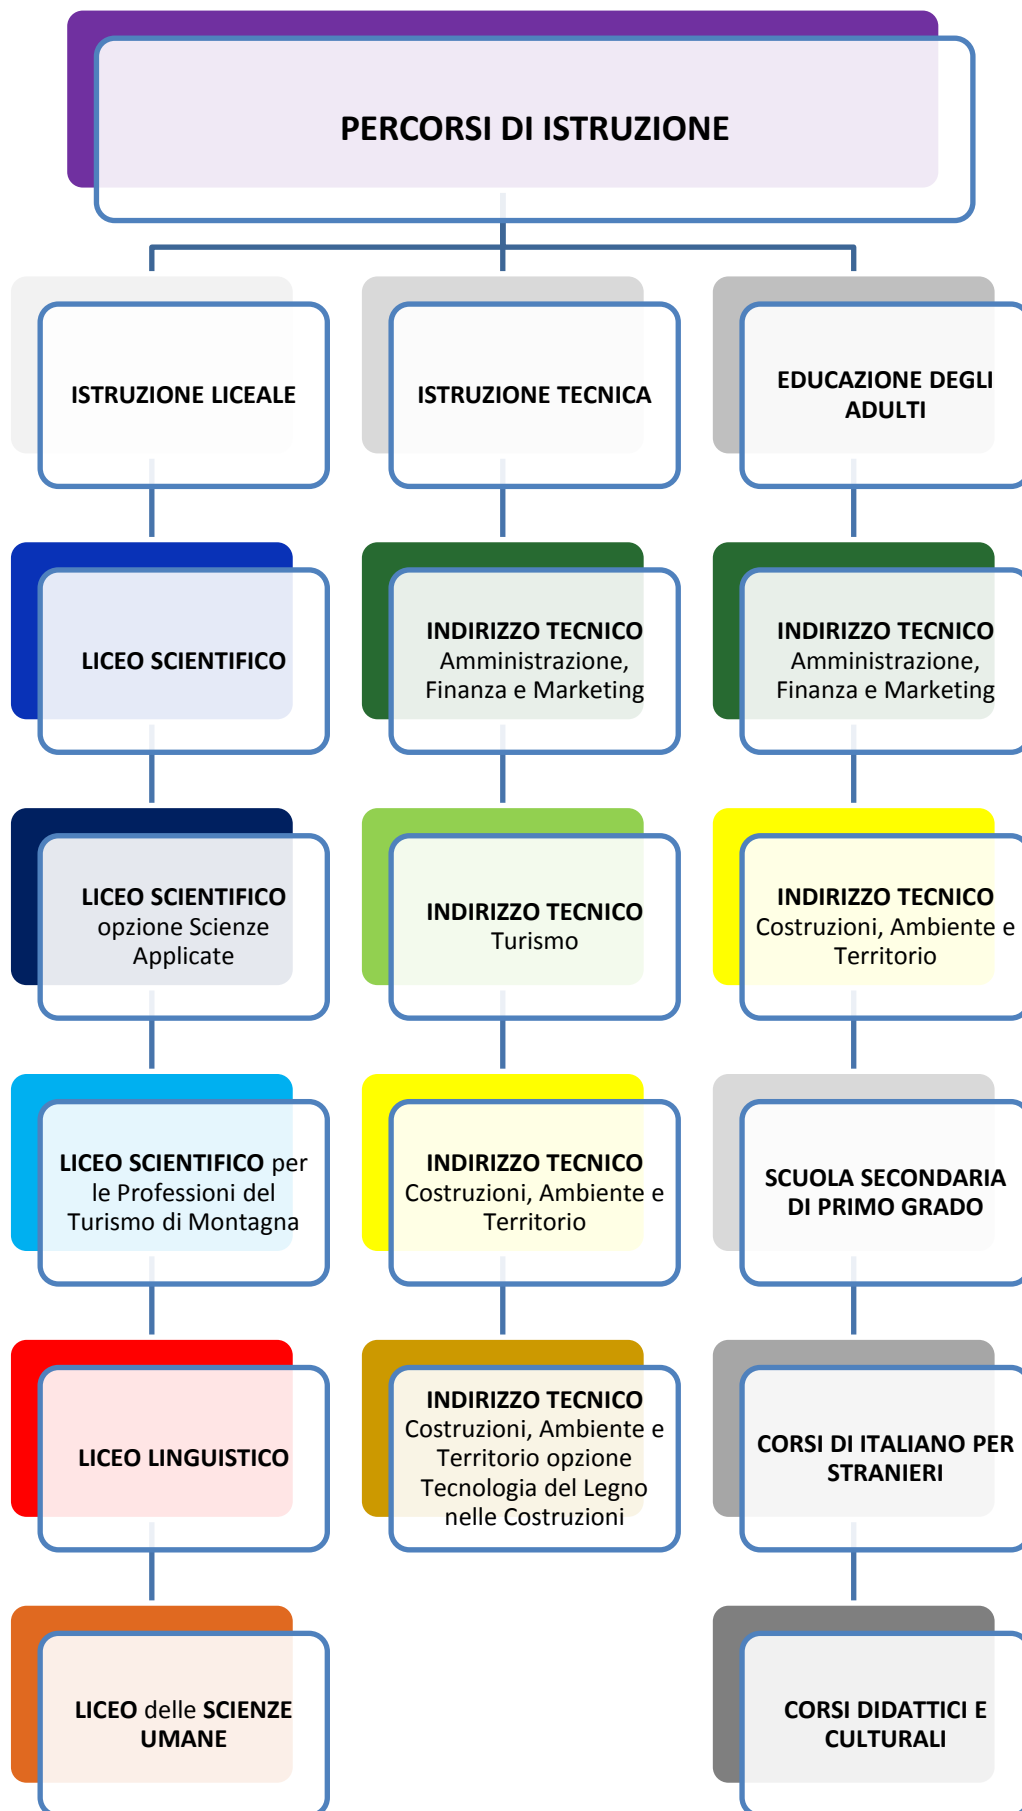 PERCORSI DI ISTRUZIONE
ISTRUZIONE LICEALE
LICEO SCIENTIFICO
LICEO SCIENTIFICO
opzione Scienze
Applicate
LICEO SCIENTIFICO per
le Professioni del
Turismo di Montagna
LICEO LINGUISTICO
LICEO delle SCIENZE
UMANE
ISTRUZIONE TECNICA
INDIRIZZO TECNICO
Amministrazione,
Finanza e Marketing
INDIRIZZO TECNICO
Turismo
INDIRIZZO TECNICO
Costruzioni, Ambiente e
Territorio
INDIRIZZO TECNICO
Costruzioni, Ambiente e
Territorio opzione
Tecnologia del Legno
nelle Costruzioni
EDUCAZIONE DEGLI
ADULTI
INDIRIZZO TECNICO
Amministrazione,
Finanza e Marketing
INDIRIZZO TECNICO
Costruzioni, Ambiente e
Territorio
SCUOLA SECONDARIA
DI PRIMO GRADO
CORSI DI ITALIANO PER
STRANIERI
CORSI DIDATTICI E
CULTURALI